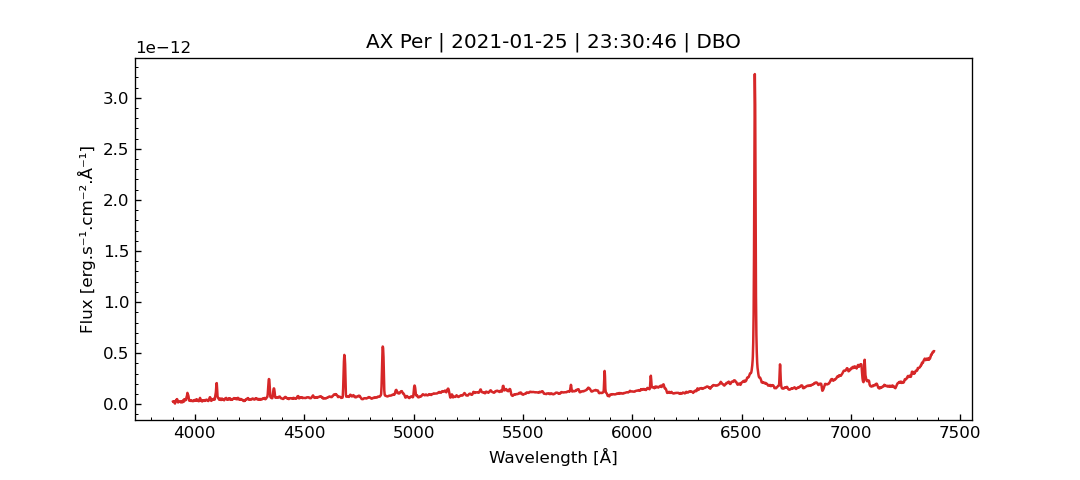 AX Per | 2021-01-25 | 23:30:46 | DBO
1e−12
3.0
2.5
2.0
1.5
1.0
0.5
0.0
Flux [erg.s⁻¹.cm⁻².Å⁻¹]
4000 4500 5000 5500 6000 6500 7000 7500
Wavelength [Å]